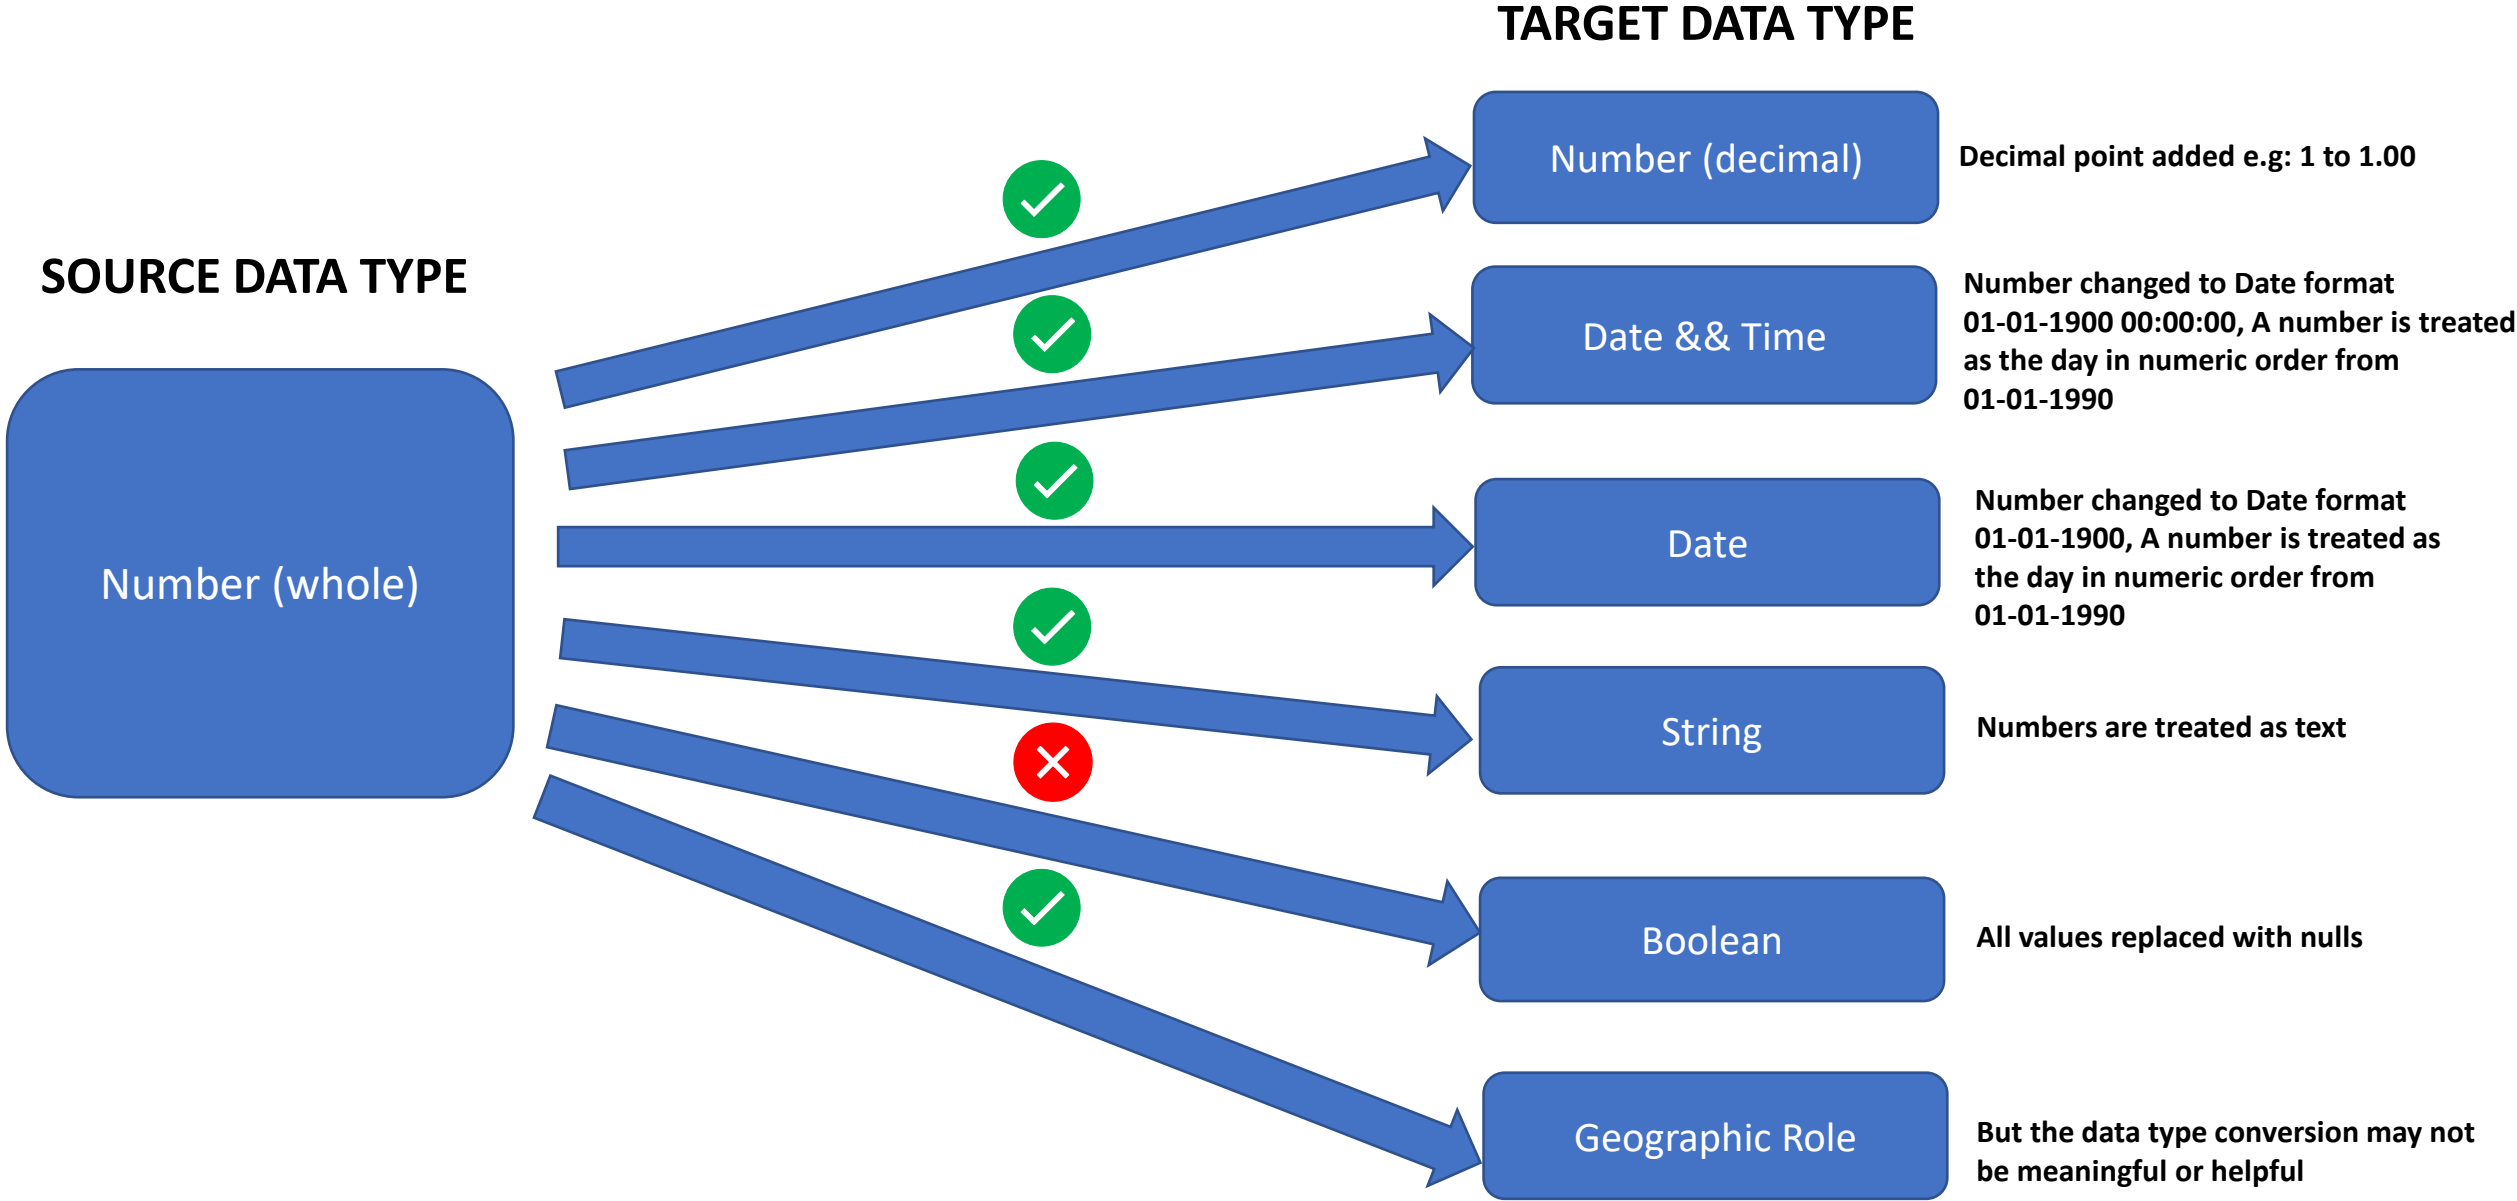 TARGET DATA TYPE
Number (decimal)
Decimal point added e.g: 1 to 1.00
SOURCE DATA TYPE
Date && Time
Number changed to Date format
01-01-1900 00:00:00, A number is treated
as the day in numeric order from
01-01-1990
Number (whole)
Date
Number changed to Date format
01-01-1900, A number is treated as
the day in numeric order from
01-01-1990
String
Numbers are treated as text
Boolean
All values replaced with nulls
Geographic Role
But the data type conversion may not
be meaningful or helpful